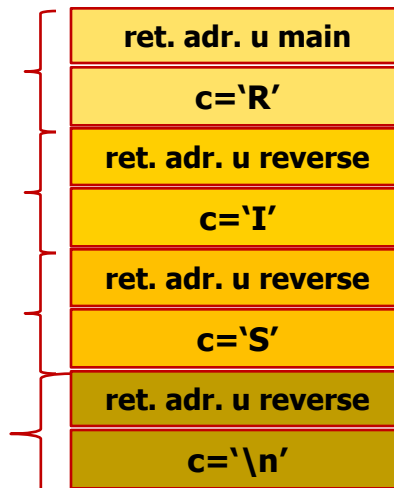 ret. adr. u main
c=‘R’
ret. adr. u reverse
c=‘I’
ret. adr. u reverse
c=‘S’
ret. adr. u reverse
c=‘\n’